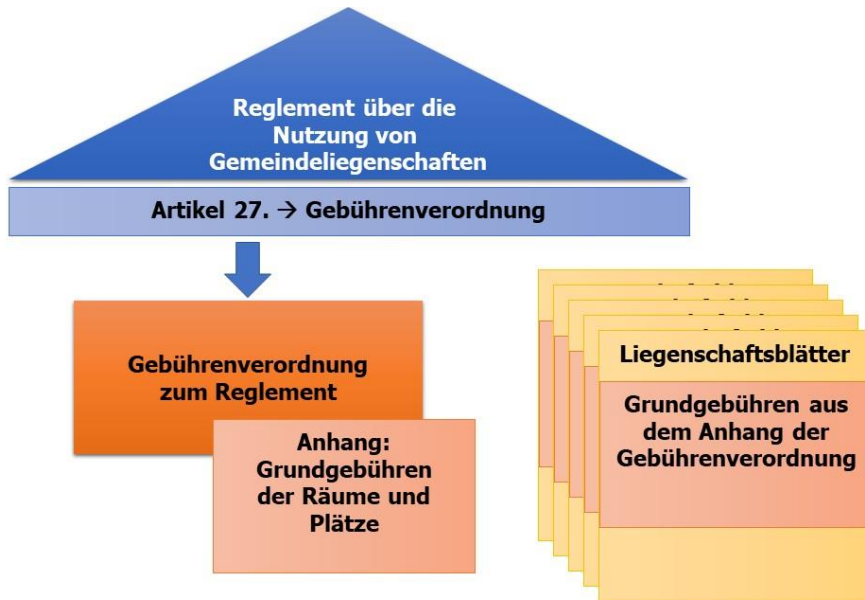 Reglement über die
Nutzung von
Gemeindeliegenschaften
Artikel 27. → Gebührenverordnung
Gebührenverordnung
zum Reglement
Anhang:
Grundgebühren
der Räume und
Plätze
Liegenschaftsblätter
Grundgebühren aus
dem Anhang der
Gebührenverordnung